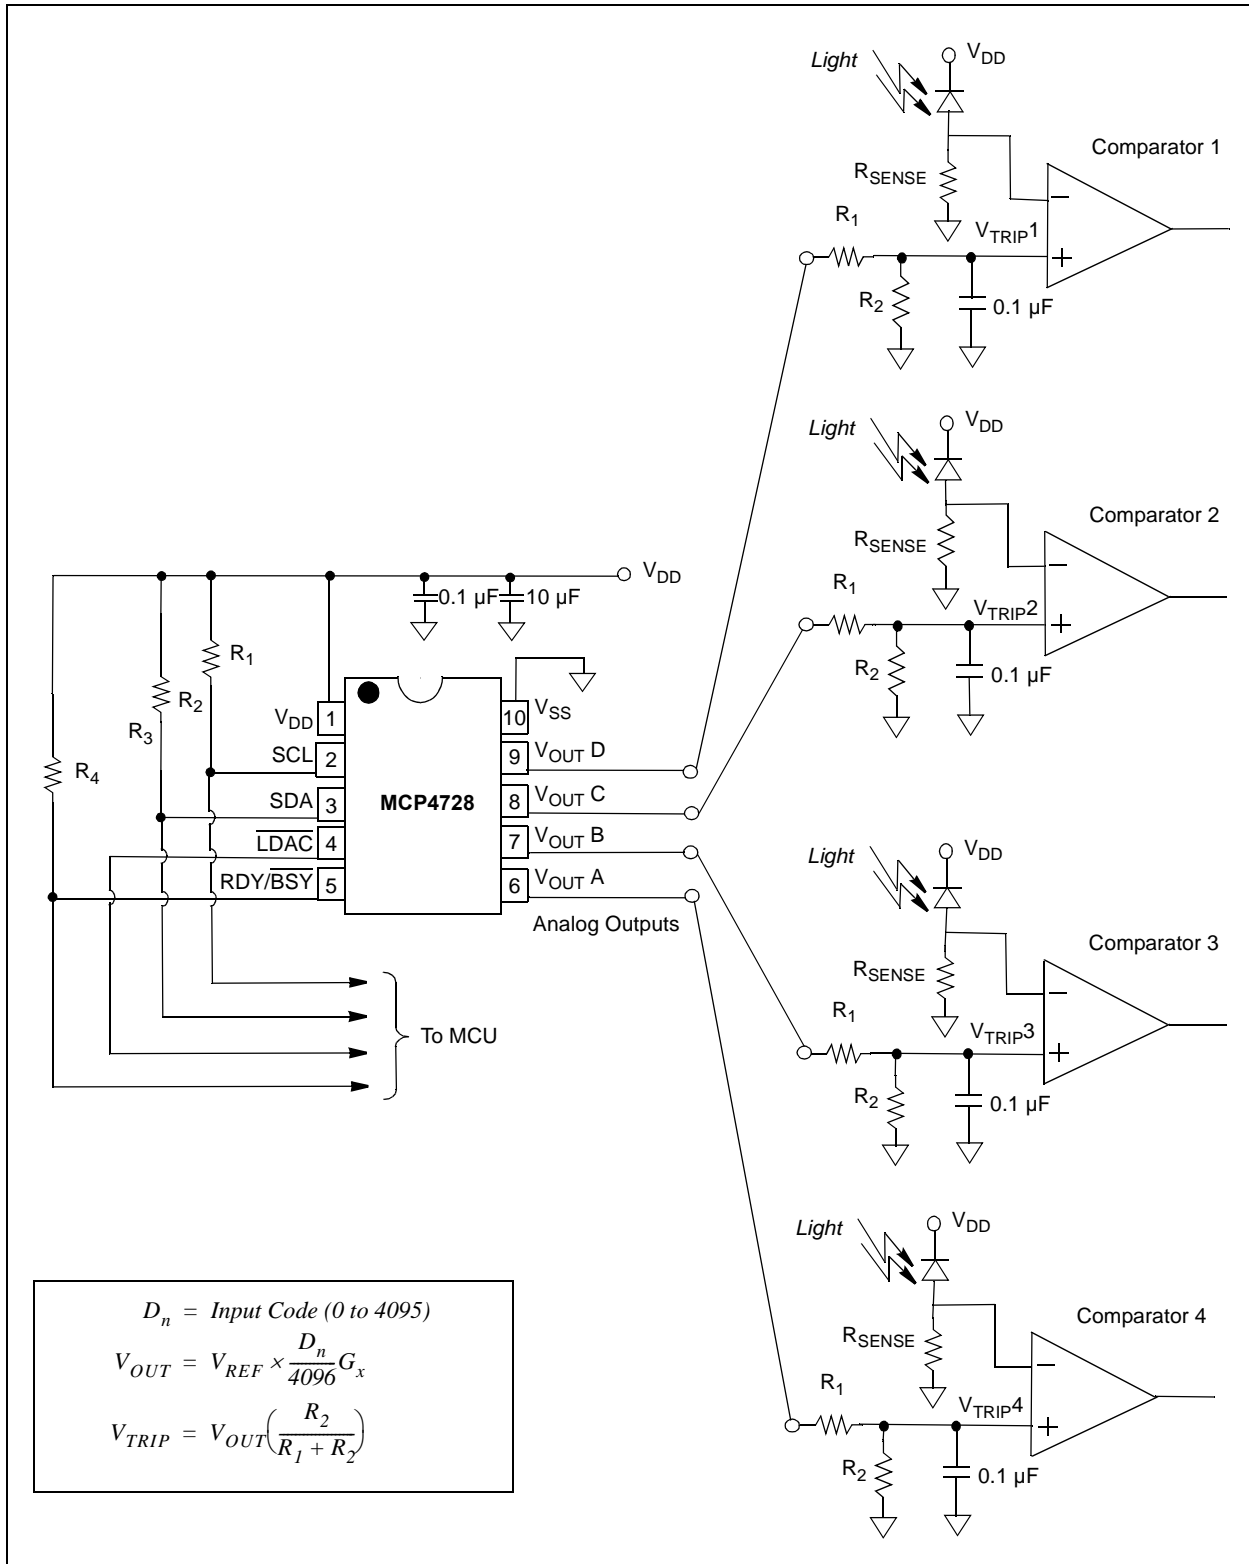 Light
VDD
Comparator 1
RSENSE
−
R1
VTRIP1
+
R2
0.1 µF
Light
VDD
Comparator 2
RSENSE
−
R1
VTRIP2
+
R2
0.1 µF
VDD
0.1 µF
10 µF
R1
R2
R3
R4
VDD
1
SCL
2
SDA
3
LDAC
4
RDY/BSY
5
MCP4728
10
VSS
9
VOUT D
8
VOUT C
7
VOUT B
6
VOUT A
Analog Outputs
To MCU
Light
VDD
Comparator 3
RSENSE
−
R1
VTRIP3
+
R2
0.1 µF
Light
VDD
Comparator 4
RSENSE
−
R1
VTRIP4
+
R2
0.1 µF
Dn = Input Code (0 to 4095)
VOUT = VREF × Dn/4096 Gx
VTRIP = VOUT(R2/(R1 + R2))